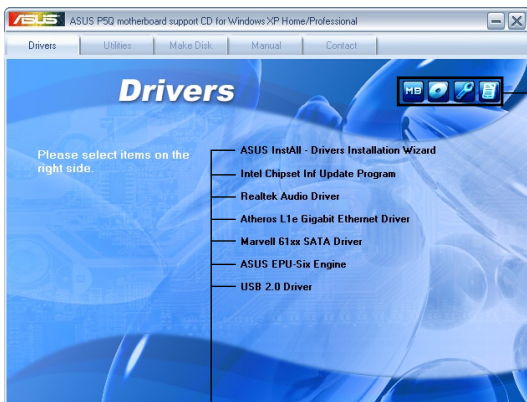 ASUS ASUS P5Q motherboard support CD for Windows XP Home/Professional
Drivers Utilities Make Disk Manual Contact
Drivers
MB
Please select items on the
right side.
ASUS InstAll - Drivers Installation Wizard
Intel Chipset Inf Update Program
Realtek Audio Driver
Atheros L1e Gigabit Ethernet Driver
Marvell 61xx SATA Driver
ASUS EPU-Six Engine
USB 2.0 Driver